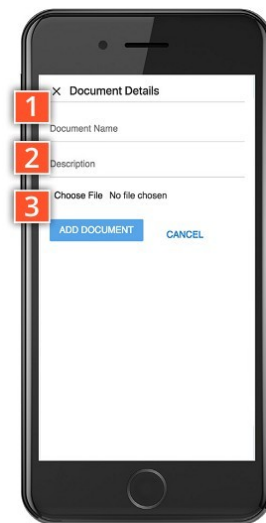 × Document Details
1
Document Name
2
Description
3
Choose File No file chosen
ADD DOCUMENT CANCEL